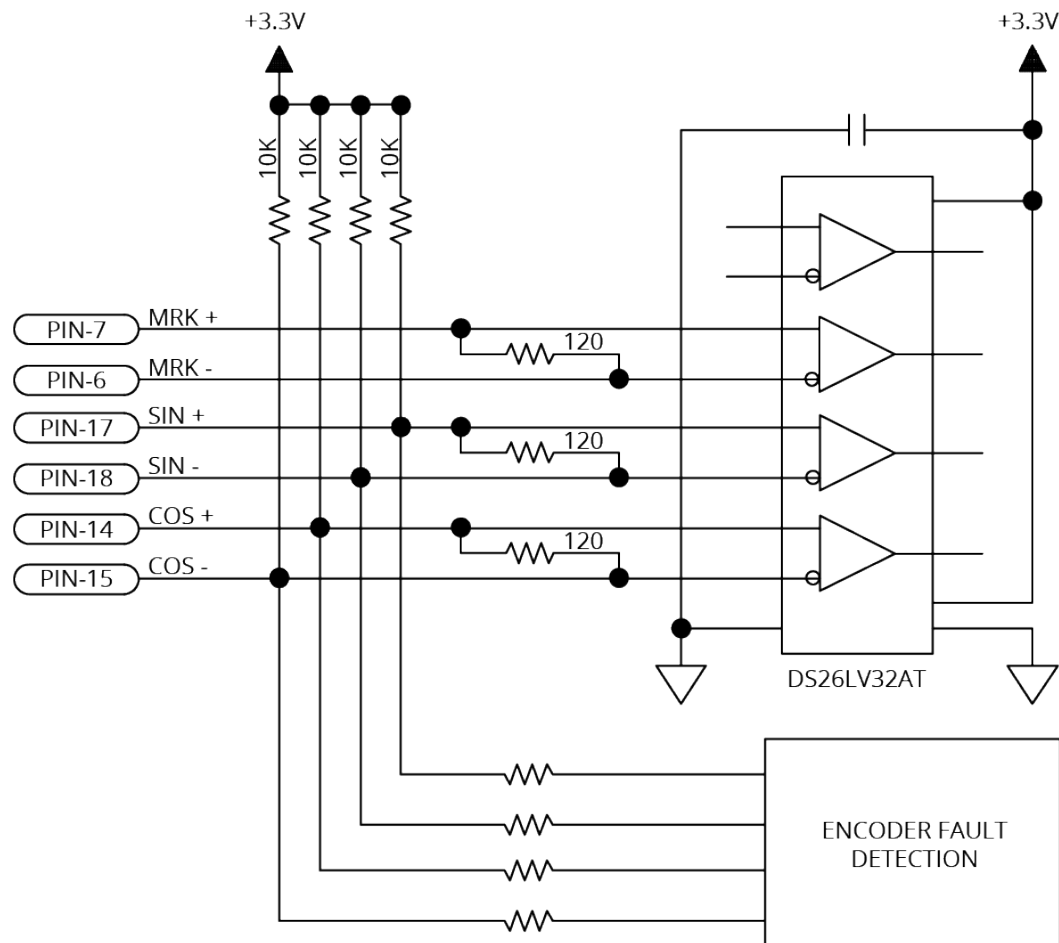 +3.3V
+3.3V
10K
10K
10K
10K
PIN-7
MRK +
120
PIN-6
MRK -
PIN-17
SIN +
120
PIN-18
SIN -
PIN-14
COS +
120
PIN-15
COS -
DS26LV32AT
ENCODER FAULT
DETECTION